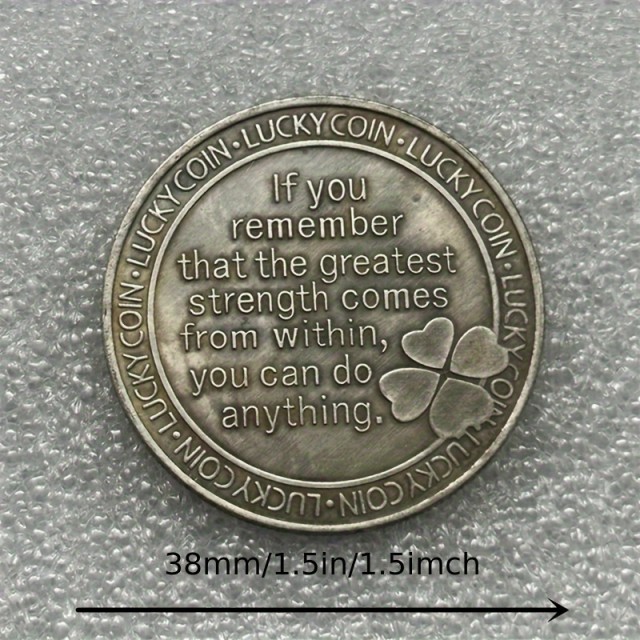 LUCKY COIN · LUCKY COIN · LUCKY COIN · LUCKY COIN · LUCKY COIN · LUCKY COIN · LUCKY COIN ·
If you
remember
that the greatest
strength comes
from within,
you can do
anything.
38mm/1.5in/1.5imch